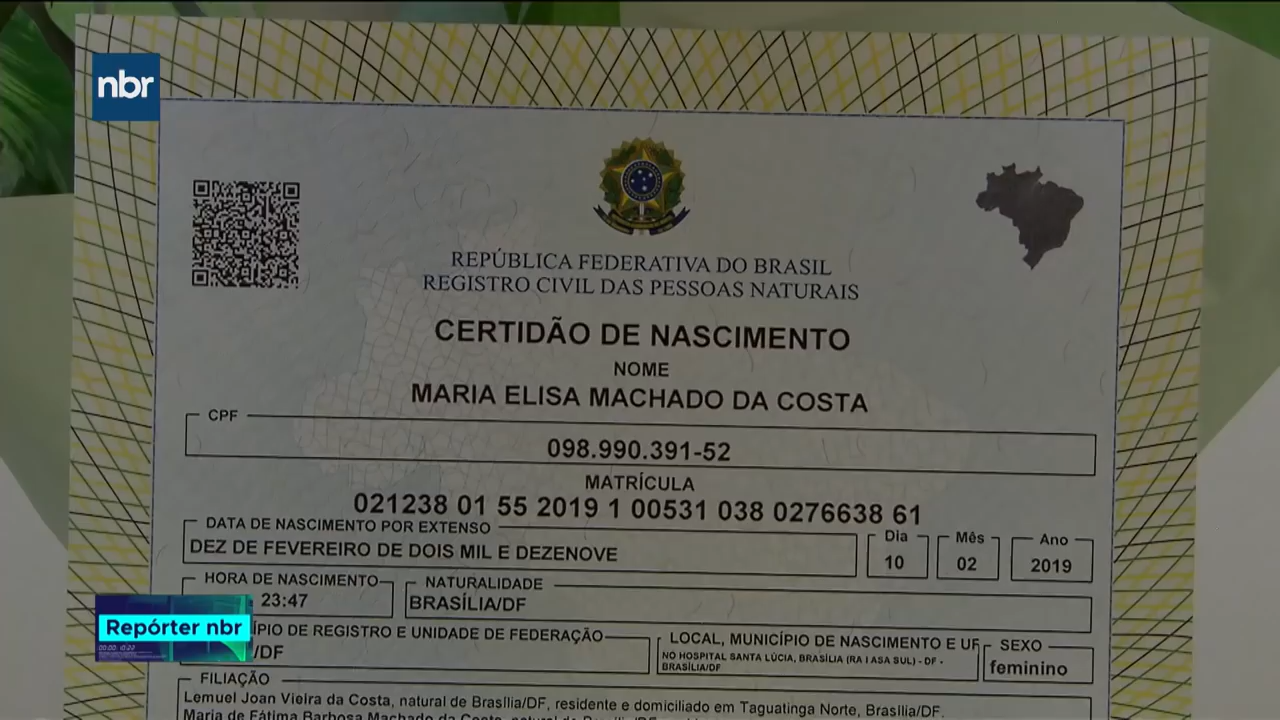 nbr
REPÚBLICA FEDERATIVA DO BRASIL
REGISTRO CIVIL DAS PESSOAS NATURAIS
CERTIDÃO DE NASCIMENTO
NOME
MARIA ELISA MACHADO DA COSTA
CPF
098.990.391-52
MATRÍCULA
021238 01 55 2019 1 00531 038 0276638 61
DATA DE NASCIMENTO POR EXTENSO
DEZ DE FEVEREIRO DE DOIS MIL E DEZENOVE
Dia
10
Mês
02
Ano
2019
HORA DE NASCIMENTO
23:47
NATURALIDADE
BRASÍLIA/DF
Repórter nbr
ÍPIO DE REGISTRO E UNIDADE DE FEDERAÇÃO
/DF
LOCAL, MUNICÍPIO DE NASCIMENTO E UF
NO HOSPITAL SANTA LÚCIA, BRASÍLIA (RA I ASA SUL) - DF -
BRASÍLIA/DF
SEXO
feminino
FILIAÇÃO
Lemuel Joan Vieira da Costa, natural de Brasília/DF, residente e domiciliado em Taguatinga Norte, Brasília/DF.
Maria de Fátima Barbosa Machado da Costa, natural de Brasília/DF,